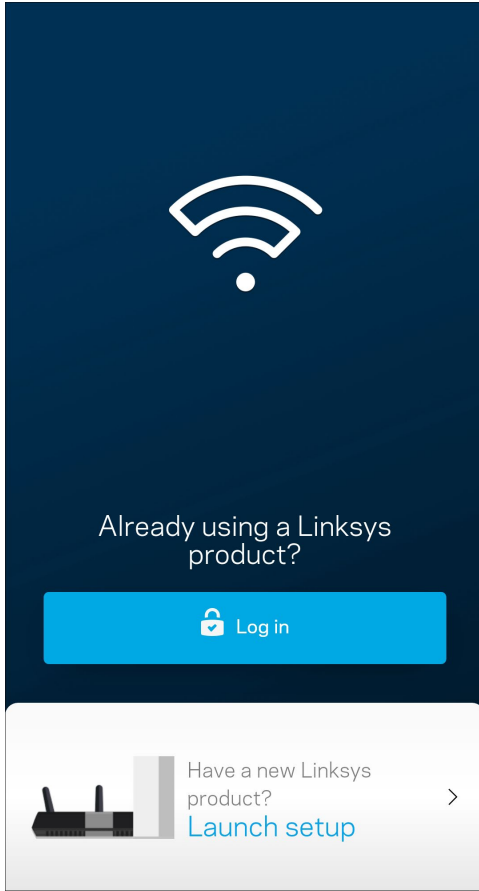 Already using a Linksys
product?
Log in
Have a new Linksys
product?
Launch setup